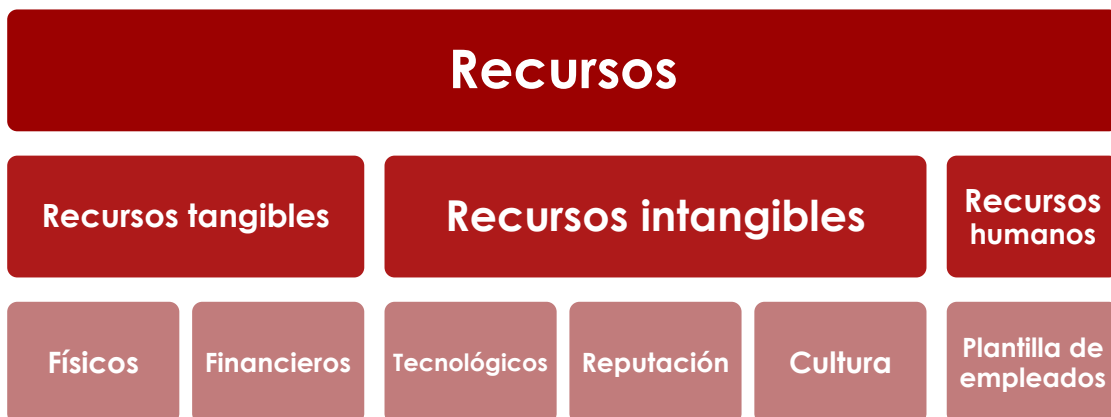 Recursos
Recursos tangibles
Recursos intangibles
Recursos
humanos
Físicos
Financieros
Tecnológicos
Reputación
Cultura
Plantilla de
empleados